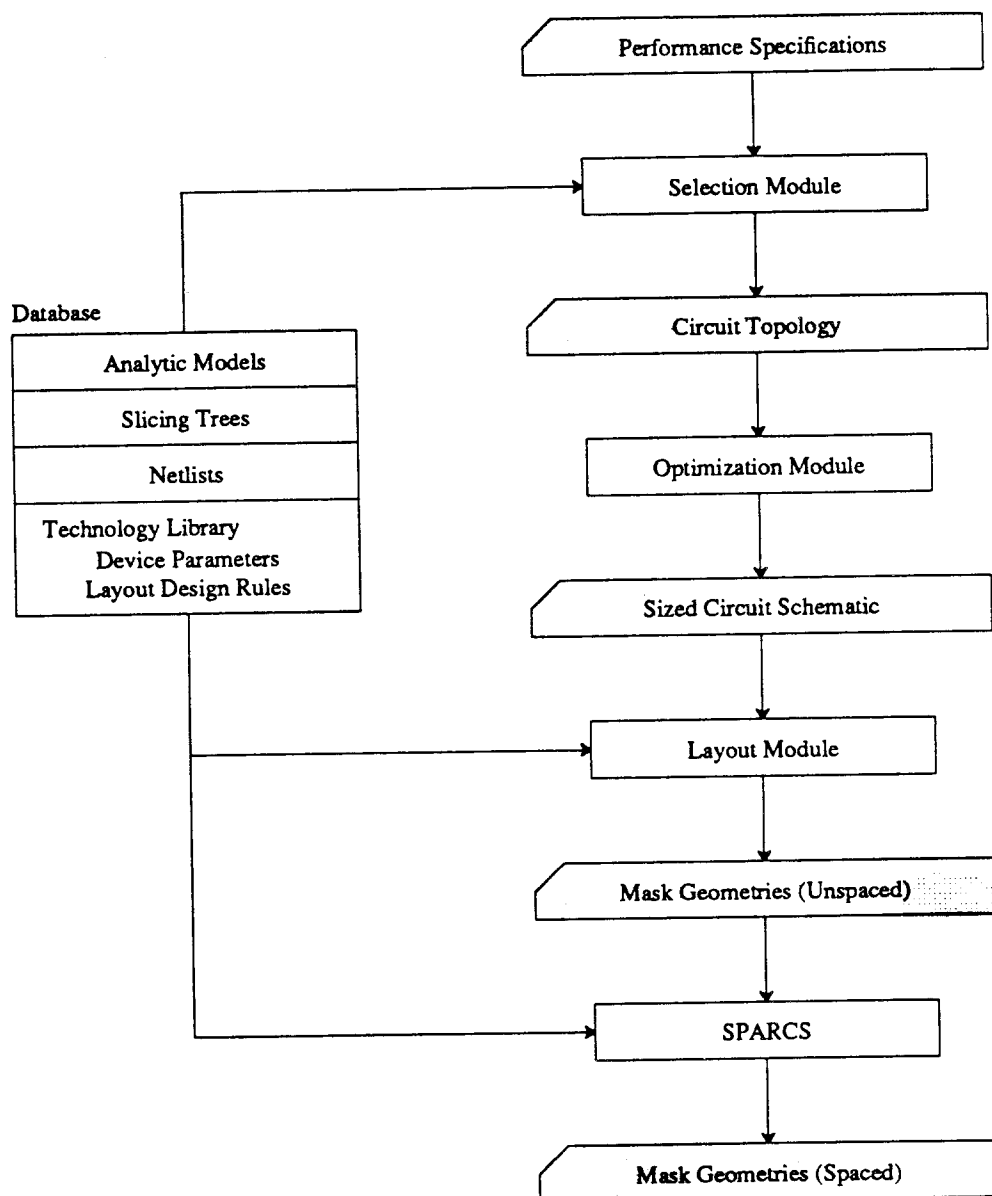 Performance Specifications
Selection Module
Database
Circuit Topology
Analytic Models
Slicing Trees
Optimization Module
Netlists
Technology Library
Device Parameters
Layout Design Rules
Sized Circuit Schematic
Layout Module
Mask Geometries (Unspaced)
SPARCS
Mask Geometries (Spaced)